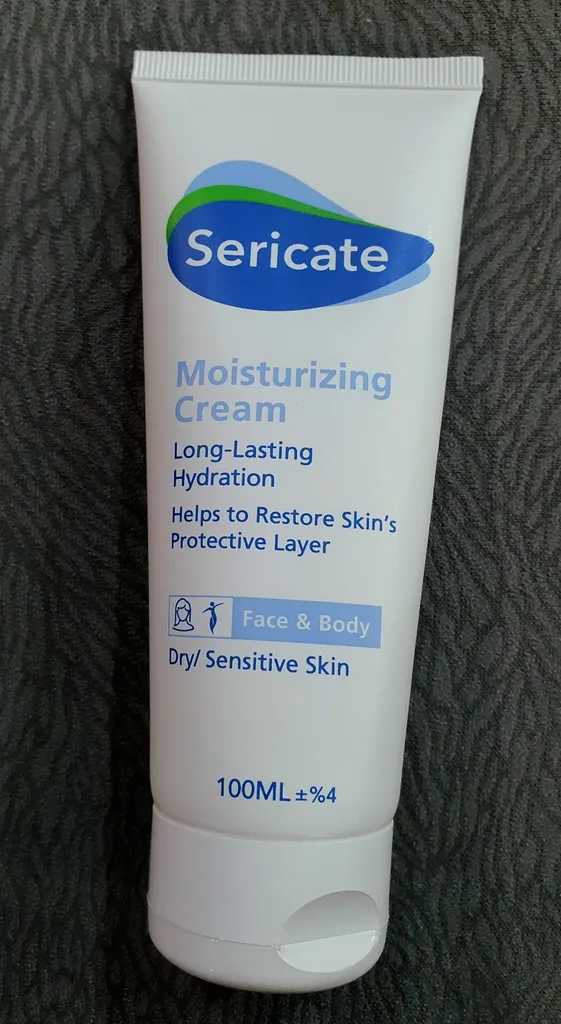 Sericate
Moisturizing
Cream
Long-Lasting
Hydration
Helps to Restore Skin's
Protective Layer
Face & Body
Dry/ Sensitive Skin
100ML ±%4